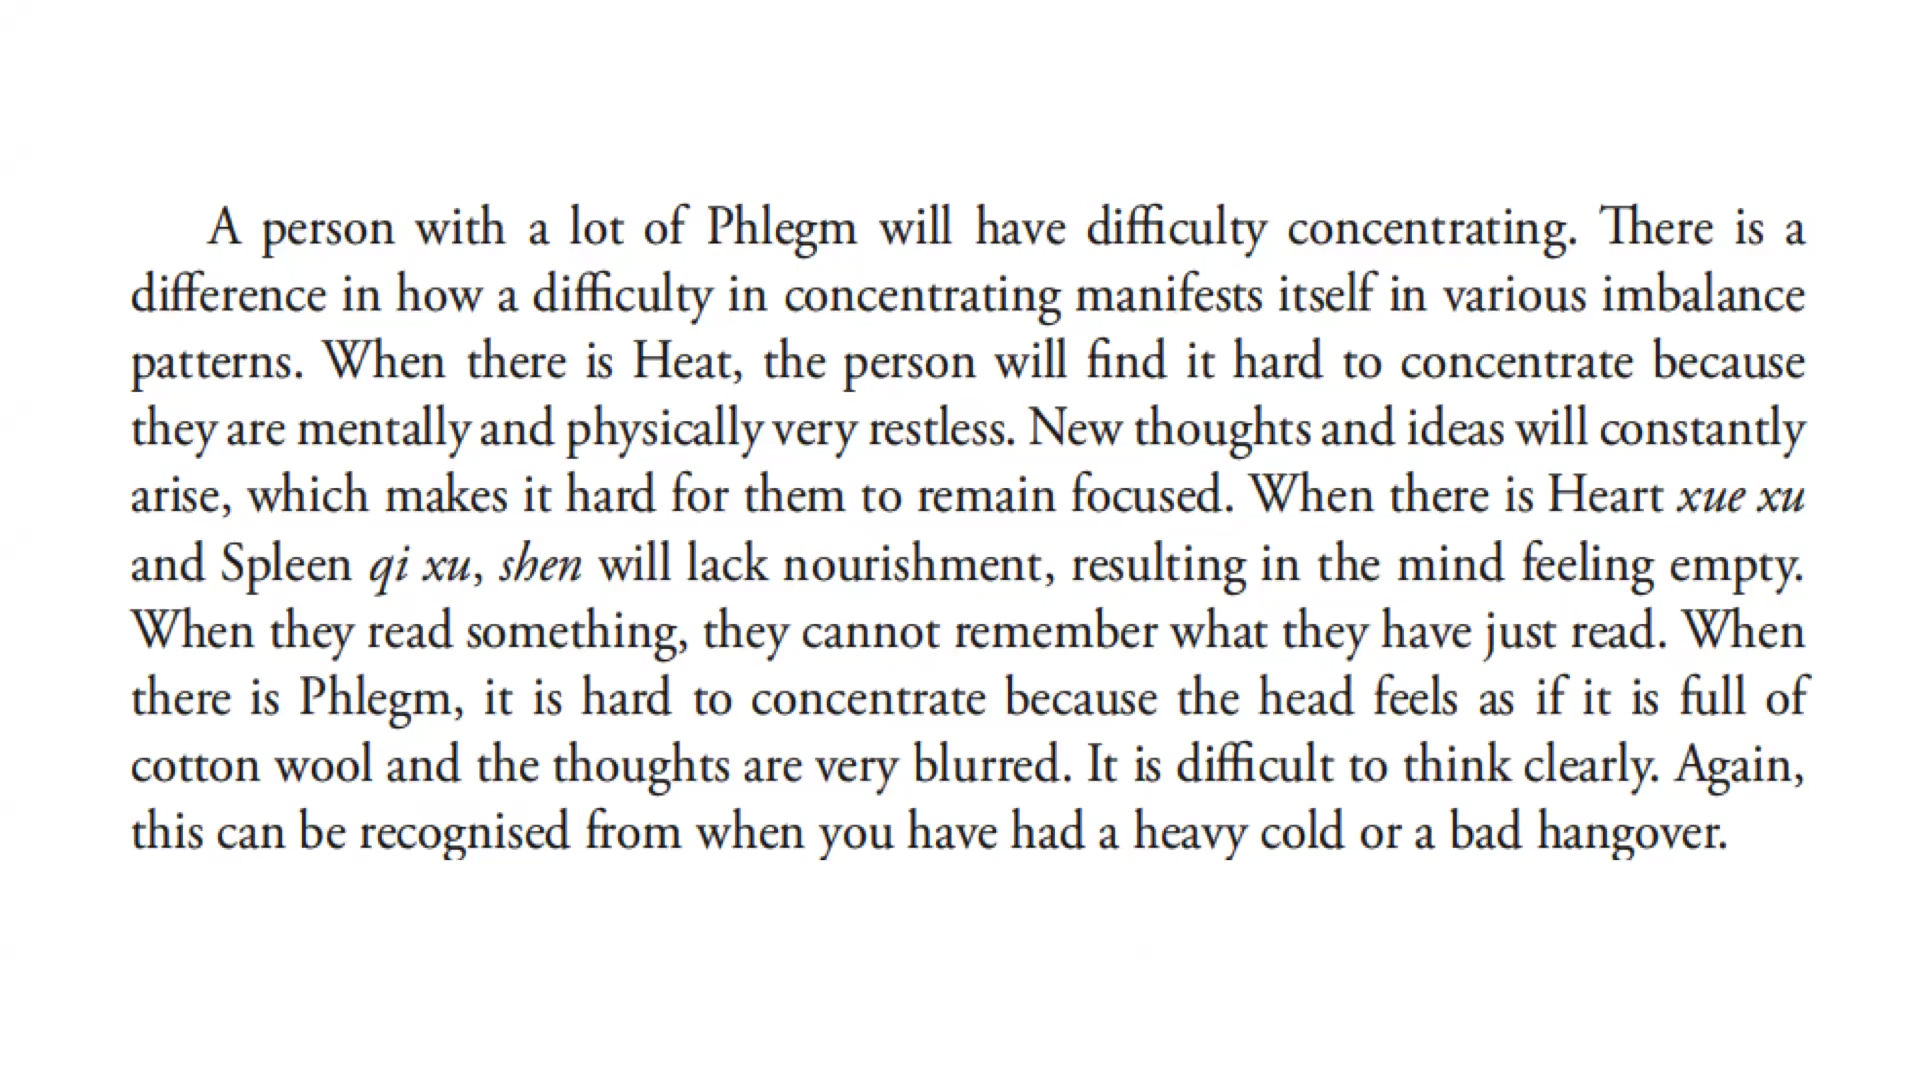 A person with a lot of Phlegm will have difficulty concentrating. There is a
difference in how a difficulty in concentrating manifests itself in various imbalance
patterns. When there is Heat, the person will find it hard to concentrate because
they are mentally and physically very restless. New thoughts and ideas will constantly
arise, which makes it hard for them to remain focused. When there is Heart xue xu
and Spleen qi xu, shen will lack nourishment, resulting in the mind feeling empty.
When they read something, they cannot remember what they have just read. When
there is Phlegm, it is hard to concentrate because the head feels as if it is full of
cotton wool and the thoughts are very blurred. It is difficult to think clearly. Again,
this can be recognised from when you have had a heavy cold or a bad hangover.